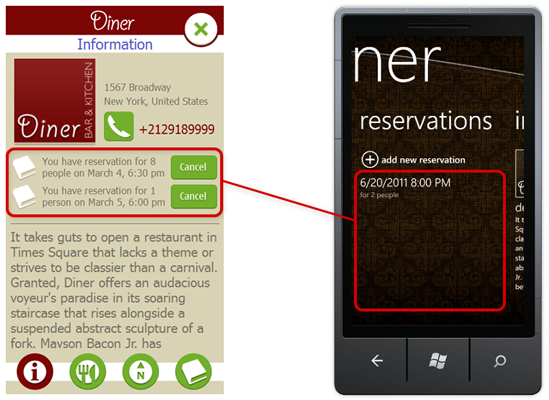 Diner
Information
Diner
BAR & KITCHEN
1567 Broadway
New York, United States
+2129189999
You have reservation for 8
people on March 4, 6:30 pm
Cancel
You have reservation for 1
person on March 5, 6:00 pm
Cancel
It takes guts to open a restaurant in
Times Square that lacks a theme or
strives to be classier than a carnival.
Granted, Diner offers an audacious
voyeur's paradise in its soaring
staircase that rises alongside a
suspended abstract sculpture of a
fork. Mavson Bacon Jr. has
N
ner
reservations
add new reservation
6/20/2011 8:00 PM
for 2 people